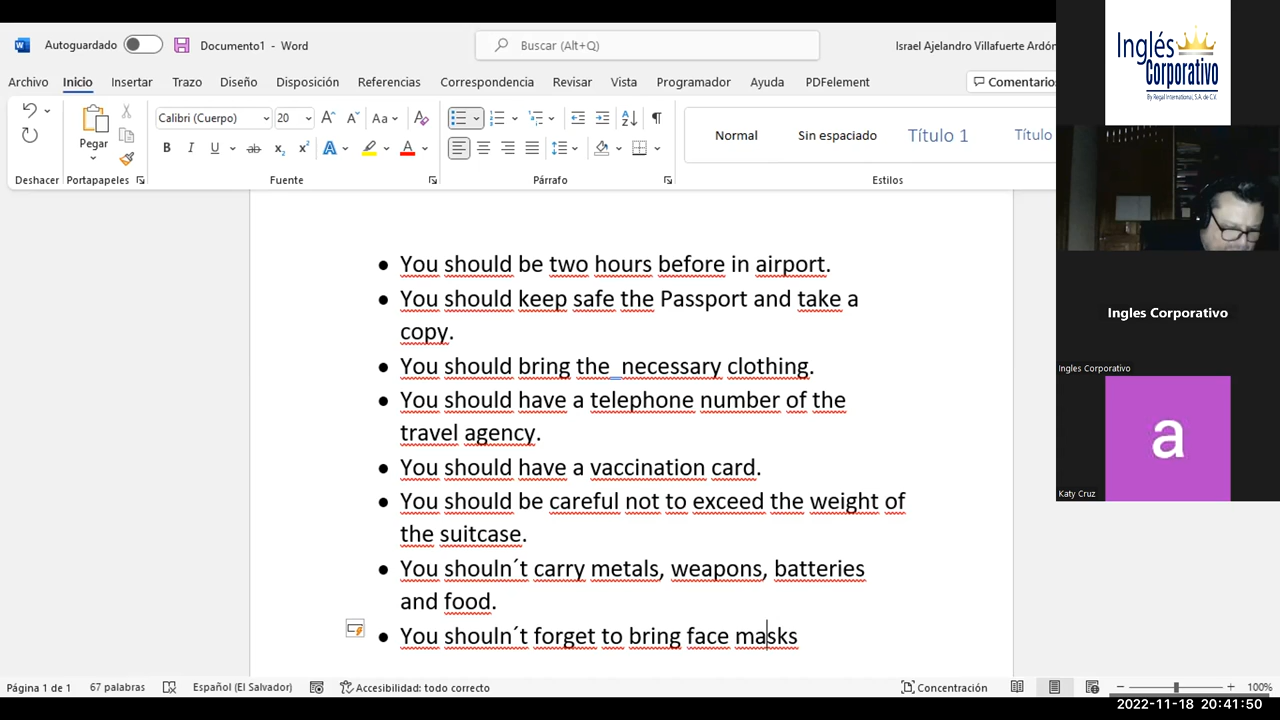 Autoguardado
Documento1 - Word
Buscar (Alt+Q)
Israel Ajelandro Villafuerte Ardón
Archivo Inicio Insertar Trazo Diseño Disposición Referencias Correspondencia Revisar Vista Programador Ayuda PDFelement Comentarios
Calibri (Cuerpo) 20
Pegar
Normal
Sin espaciado
Título 1
Título
Deshacer Portapapeles Fuente Párrafo Estilos
• You should be two hours before in airport.
• You should keep safe the Passport and take a
copy.
• You should bring the  necessary clothing.
• You should have a telephone number of the
travel agency.
• You should have a vaccination card.
• You should be careful not to exceed the weight of
the suitcase.
• You shouln´t carry metals, weapons, batteries
and food.
• You shouln´t forget to bring face masks
Página 1 de 1 67 palabras Español (El Salvador) Accesibilidad: todo correcto Concentración 100%
Inglés
Corporativo
By Regal International, S.A. de C.V.
Ingles Corporativo
Ingles Corporativo
a
Katy Cruz
2022-11-18 20:41:50